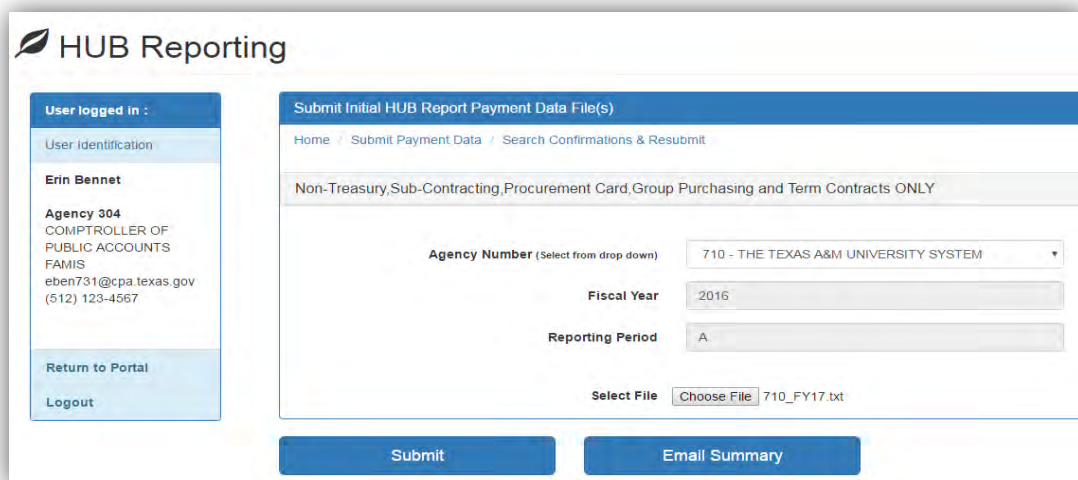 HUB Reporting
User logged in :
User Identification
Erin Bennet
Agency 304
COMPTROLLER OF
PUBLIC ACCOUNTS
FAMIS
eben731@cpa.texas.gov
(512) 123-4567
Return to Portal
Logout
Submit Initial HUB Report Payment Data File(s)
Home / Submit Payment Data / Search Confirmations & Resubmit
Non-Treasury,Sub-Contracting,Procurement Card,Group Purchasing and Term Contracts ONLY
Agency Number (Select from drop down) 710 - THE TEXAS A&M UNIVERSITY SYSTEM
Fiscal Year 2016
Reporting Period A
Select File Choose File 710_FY17.txt
Submit Email Summary